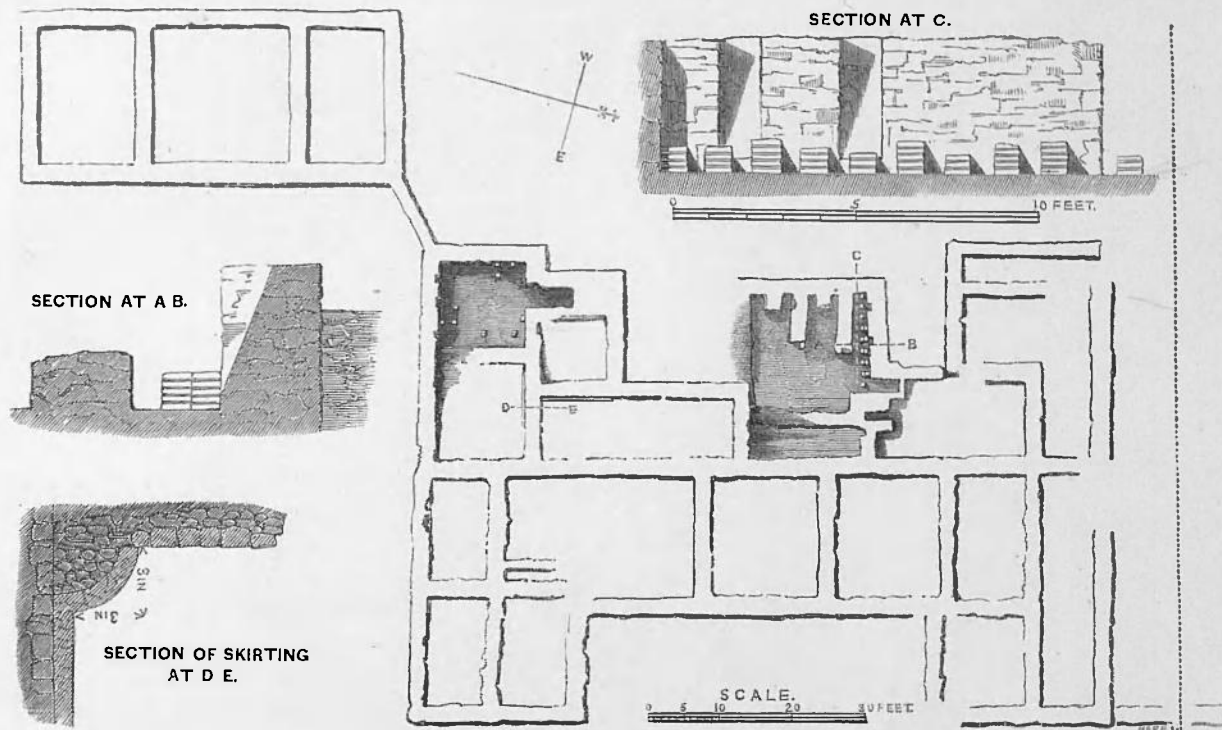 SECTION AT C.
W
E
0 5 10 FEET.
C
SECTION AT A B.
B
D E
3IN
3IN
SECTION OF SKIRTING
AT D E.
SCALE.
0 5 10 20 30 FEET